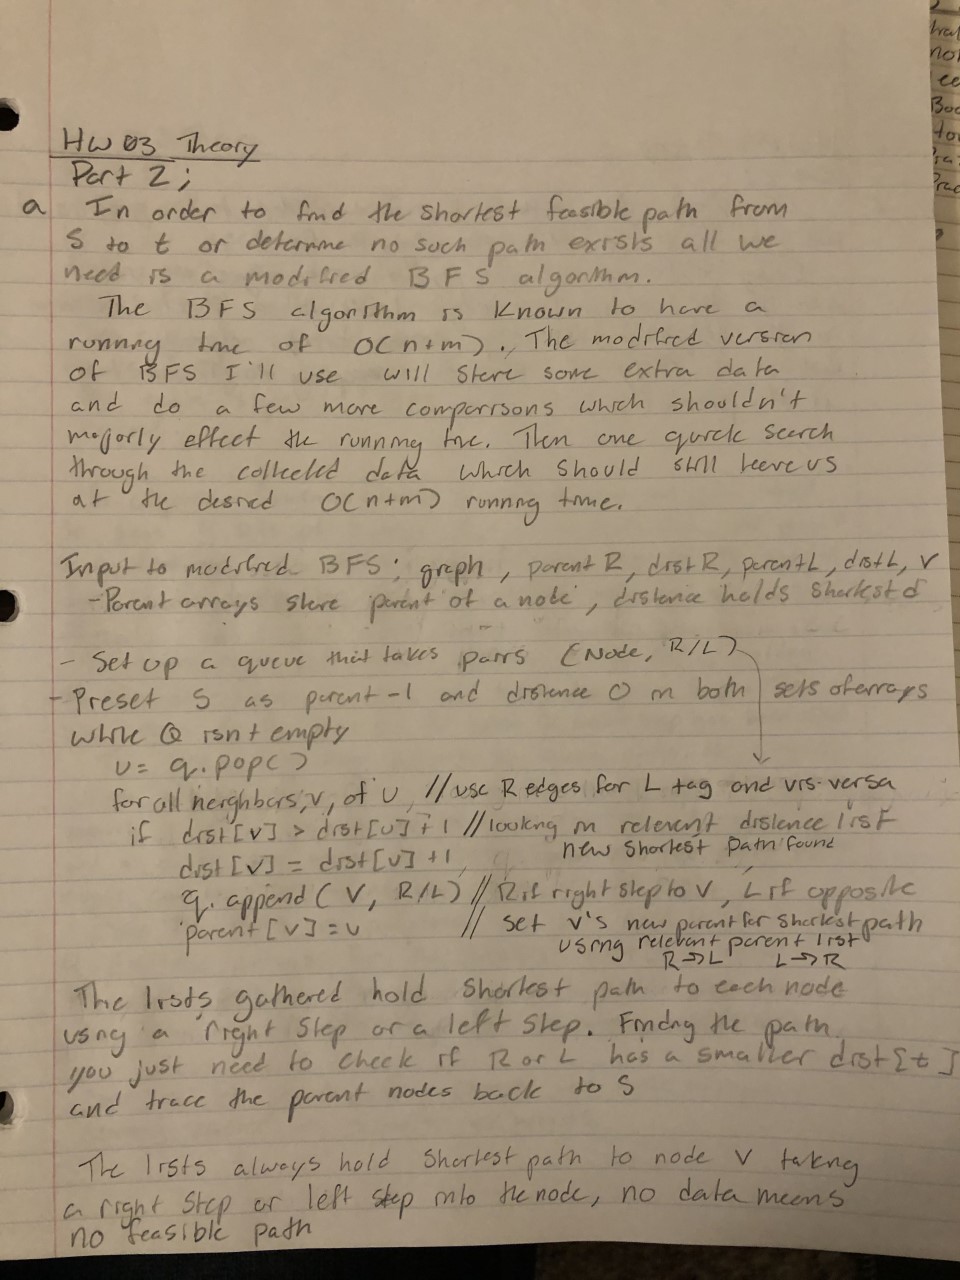 HW 03 Theory
Part 2;
a In order to find the shortest feasible path from
S to t or determine no such path exists all we
need is a modified BFS algorithm.
The BFS algorithm is known to have a
running time of O(n+m). The modified version
of BFS I'll use will store some extra data
and do a few more comparisons which shouldn't
majorly effect the running time. Then one quick search
through the collected data which should still leave us
at the desired O(n+m) running time.
Input to modified BFS: graph, parent R, dist R, parent L, dist L, v
- Parent arrays store parent of a node, distance holds shortest d
- Set up a queue that takes pairs (Node, R/L)
- Preset S as parent -1 and distance 0 in both sets of arrays
while Q isnt empty
u = q.pop()
for all neighbors, v, of u //use R edges for L tag and vis-versa
if dist[v] > dist[u] + 1 //looking in relevent distance list
new shortest path found
dist[v] = dist[u] + 1
q.append(v, R/L) // R if right step to v, L if opposite
parent[v] = u // set v's new parent for shortest path
using relevent parent list
R→L L→R
The lists gathered hold shortest path to each node
using a right step or a left step. Finding the path
you just need to check if R or L has a smaller dist[t]
and trace the parent nodes back to S
The lists always hold shortest path to node v taking
a right step or left step into the node, no data means
no feasible path
tral
not
Boo